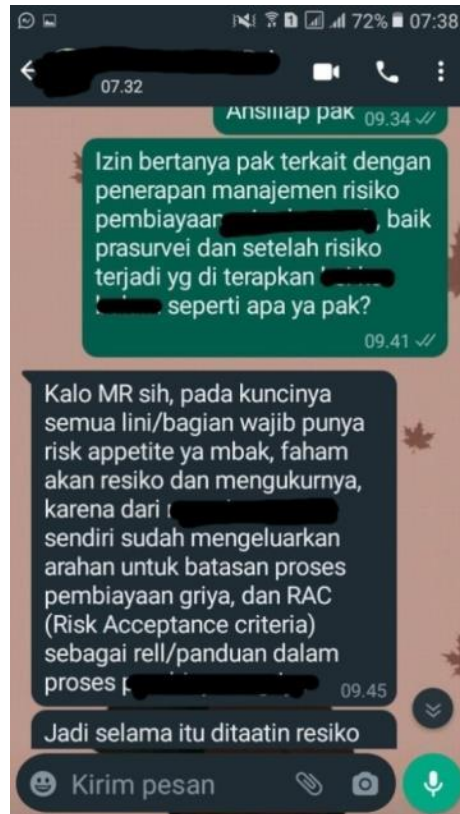 72% 07:38
07.32
Ansillap pak 09.34
Izin bertanya pak terkait dengan
penerapan manajemen risiko
pembiayaan , baik
prasurvei dan setelah risiko
terjadi yg di terapkan
seperti apa ya pak?
09.41
Kalo MR sih, pada kuncinya
semua lini/bagian wajib punya
risk appetite ya mbak, faham
akan resiko dan mengukurnya,
karena dari
sendiri sudah mengeluarkan
arahan untuk batasan proses
pembiayaan griya, dan RAC
(Risk Acceptance criteria)
sebagai rell/panduan dalam
proses
09.45
Jadi selama itu ditaatin resiko
Kirim pesan